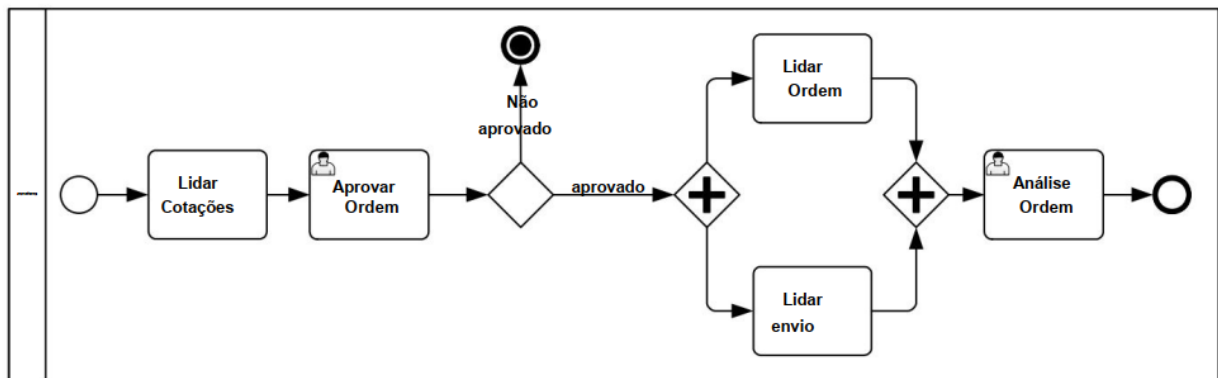 Lidar
Cotações
Aprovar
Ordem
Não
aprovado
aprovado
Lidar
Ordem
Lidar
envio
Análise
Ordem